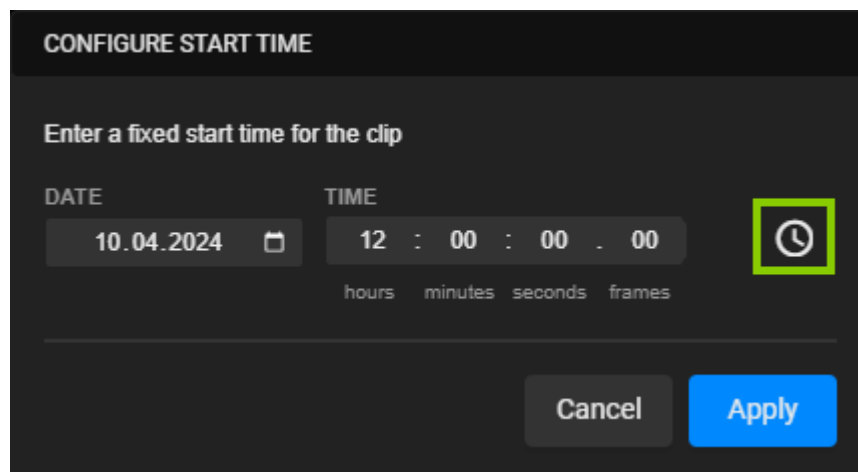 CONFIGURE START TIME
Enter a fixed start time for the clip
DATE TIME
10.04.2024 12 : 00 : 00 . 00
hours minutes seconds frames
Cancel Apply